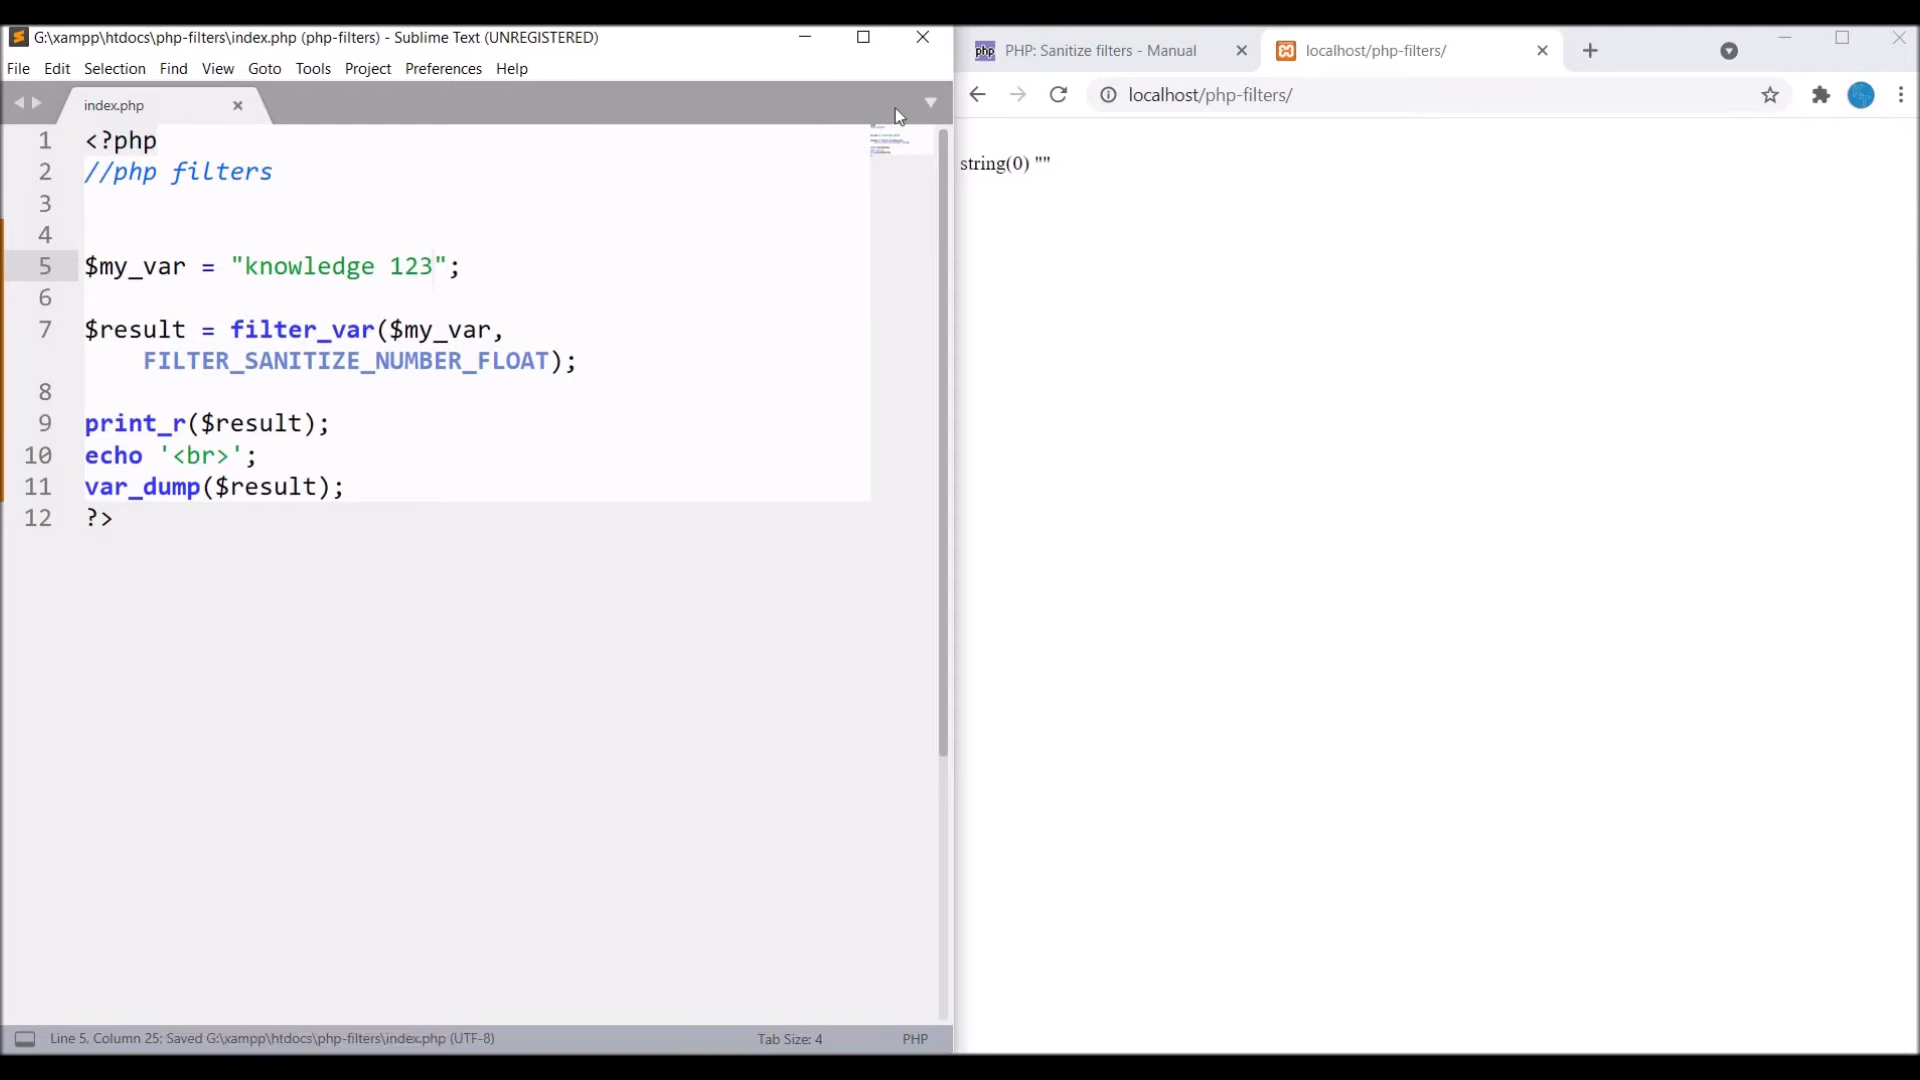 G:\xampp\htdocs\php-filters\index.php (php-filters) - Sublime Text (UNREGISTERED)
File Edit Selection Find View Goto Tools Project Preferences Help
index.php
1 <?php
2 //php filters
3
4
5 $my_var = "knowledge 123";
6
7 $result = filter_var($my_var,
FILTER_SANITIZE_NUMBER_FLOAT);
8
9 print_r($result);
10 echo '<br>';
11 var_dump($result);
12 ?>
Line 5, Column 25; Saved G:\xampp\htdocs\php-filters\index.php (UTF-8) Tab Size: 4 PHP
php PHP: Sanitize filters - Manual localhost/php-filters/
localhost/php-filters/
string(0) ""